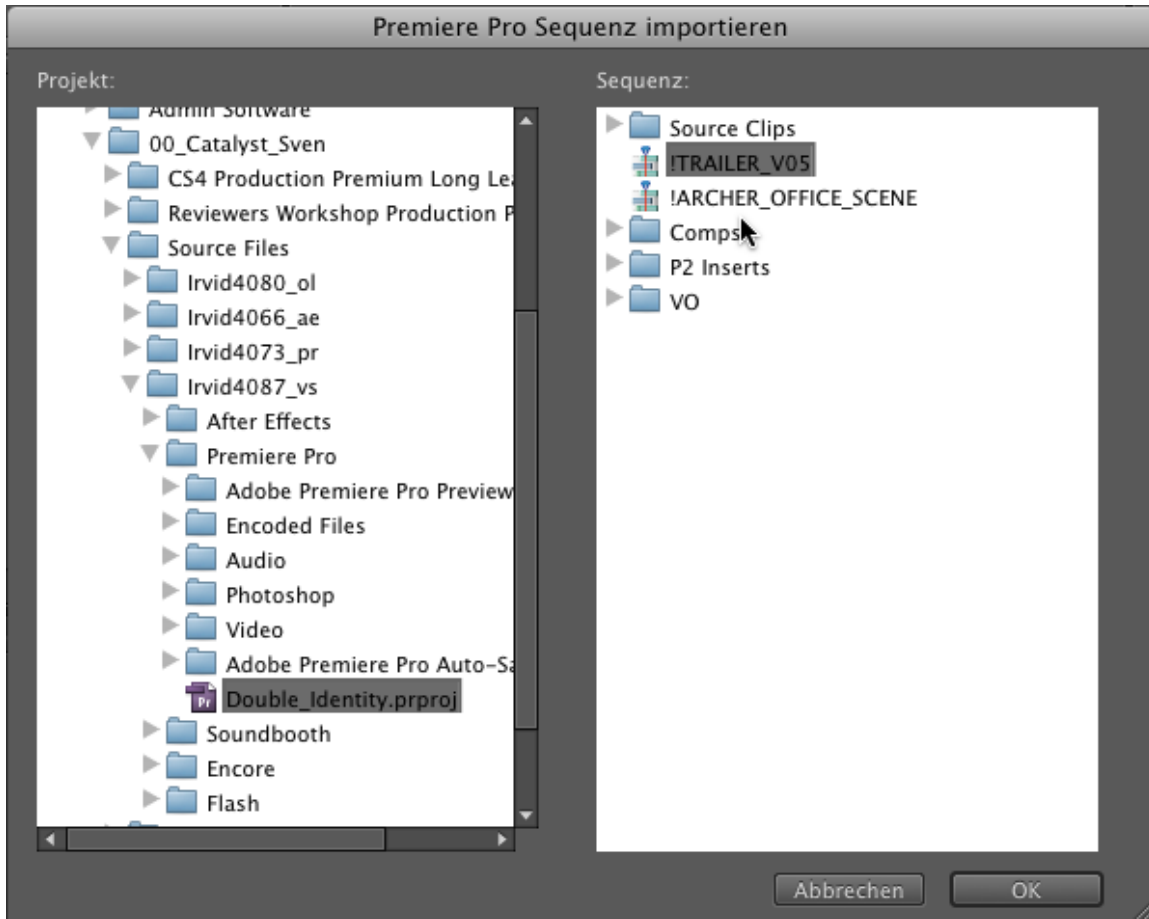 Premiere Pro Sequenz importieren
Projekt:
Admin Software
00_Catalyst_Sven
CS4 Production Premium Long Le
Reviewers Workshop Production P
Source Files
lrvid4080_ol
lrvid4066_ae
lrvid4073_pr
lrvid4087_vs
After Effects
Premiere Pro
Adobe Premiere Pro Preview
Encoded Files
Audio
Photoshop
Video
Adobe Premiere Pro Auto-Sa
Pr
Double_Identity.prproj
Soundbooth
Encore
Flash
Sequenz:
Source Clips
!TRAILER_V05
!ARCHER_OFFICE_SCENE
Comps
P2 Inserts
VO
Abbrechen
OK